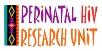 PERINATAL HIV
RESEARCH UNIT